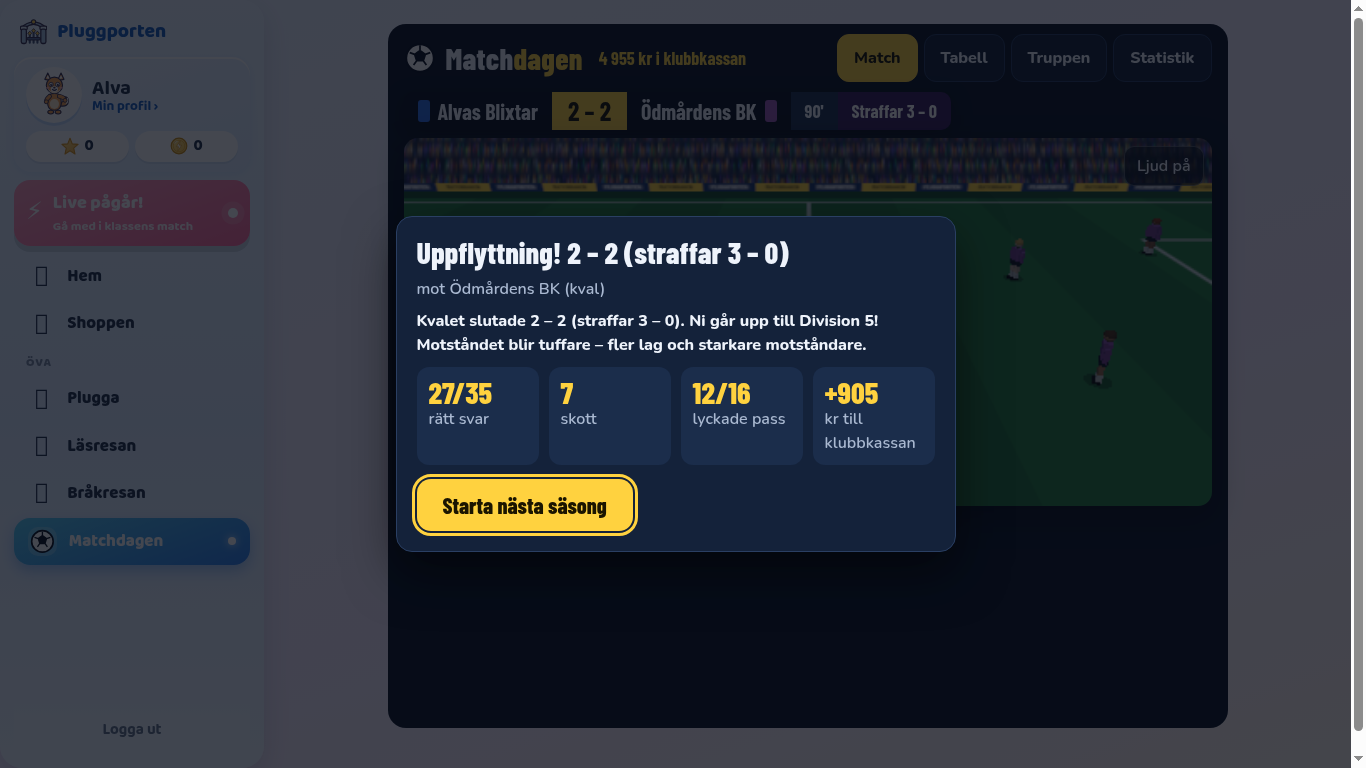 Pluggporten
Alva
Min profil ›
0
0
Live pågår!
Gå med i klassens match
Hem
Shoppen
ÖVA
Plugga
Läsresan
Bråkresan
Matchdagen
Logga ut
Matchdagen
4 955 kr i klubbkassan
Match
Tabell
Truppen
Statistik
Alvas Blixtar
2 – 2
Ödmårdens BK
90'
Straffar 3 – 0
Ljud på
Uppflyttning! 2 – 2 (straffar 3 – 0)
mot Ödmårdens BK (kval)
Kvalet slutade 2 – 2 (straffar 3 – 0). Ni går upp till Division 5!
Motståndet blir tuffare – fler lag och starkare motståndare.
27/35
rätt svar
7
skott
12/16
lyckade pass
+905
kr till
klubbkassan
Starta nästa säsong